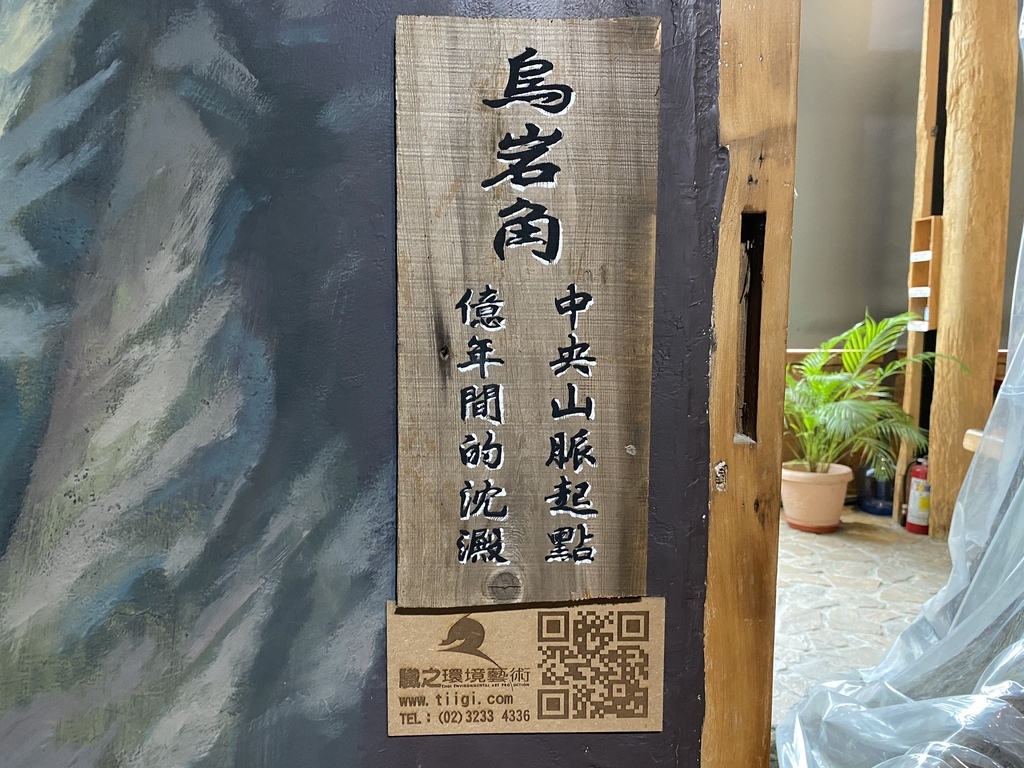 烏岩角
中央山脈起點
億年間的沈澱
之環境藝術
www.tiigi.com
TEL：(02)3233 4336